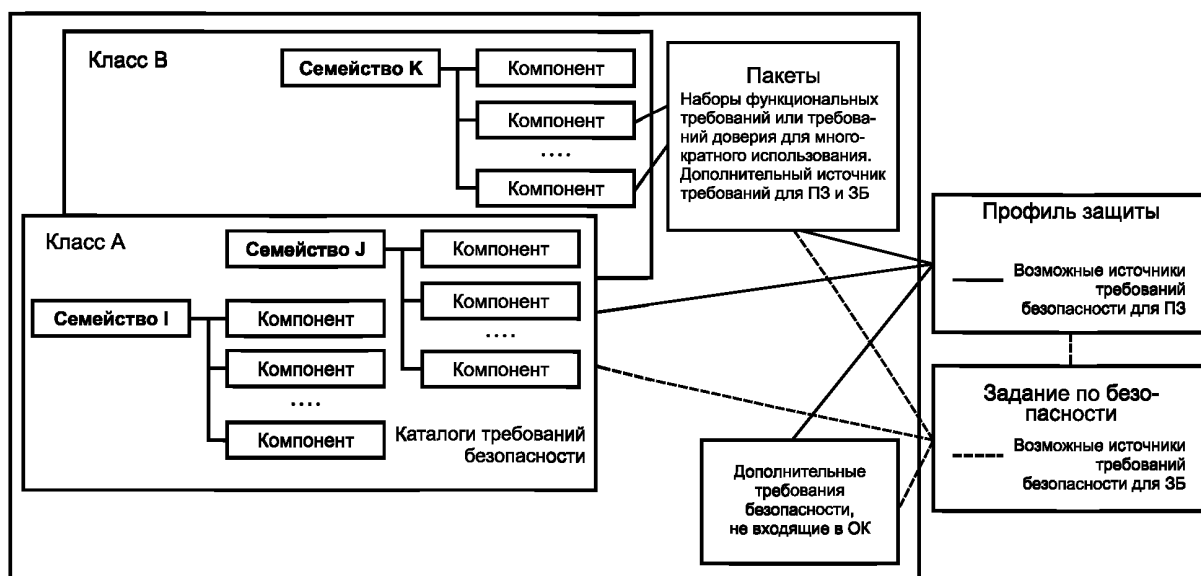 Класс В
Семейство K
Компонент
Компонент
....
Компонент
Пакеты
Наборы функциональных
требований или требова-
ний доверия для много-
кратного использования.
Дополнительный источник
требований для ПЗ и ЗБ
Класс А
Семейство J
Компонент
Компонент
....
Компонент
Семейство I
Компонент
Компонент
....
Компонент
Каталоги требований
безопасности
Дополнительные
требования
безопасности,
не входящие в ОК
Профиль защиты
Возможные источники
требований
безопасности для ПЗ
Задание по безо-
пасности
Возможные источники
требований
безопасности для ЗБ